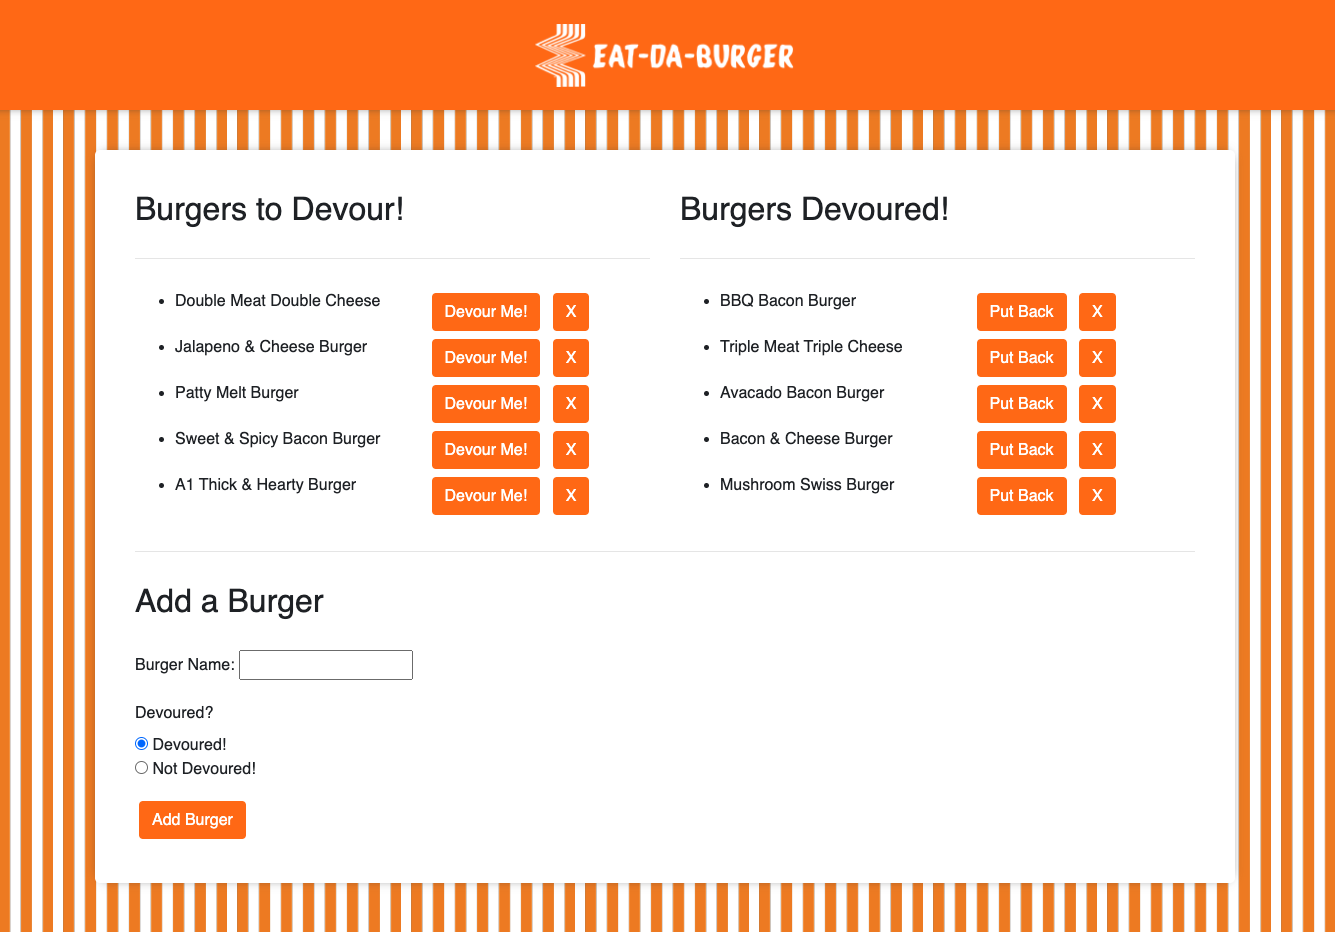 EAT-DA-BURGER
Burgers to Devour!
Double Meat Double Cheese Devour Me! X
Jalapeno & Cheese Burger Devour Me! X
Patty Melt Burger Devour Me! X
Sweet & Spicy Bacon Burger Devour Me! X
A1 Thick & Hearty Burger Devour Me! X
Burgers Devoured!
BBQ Bacon Burger Put Back X
Triple Meat Triple Cheese Put Back X
Avacado Bacon Burger Put Back X
Bacon & Cheese Burger Put Back X
Mushroom Swiss Burger Put Back X
Add a Burger
Burger Name:
Devoured?
Devoured!
Not Devoured!
Add Burger